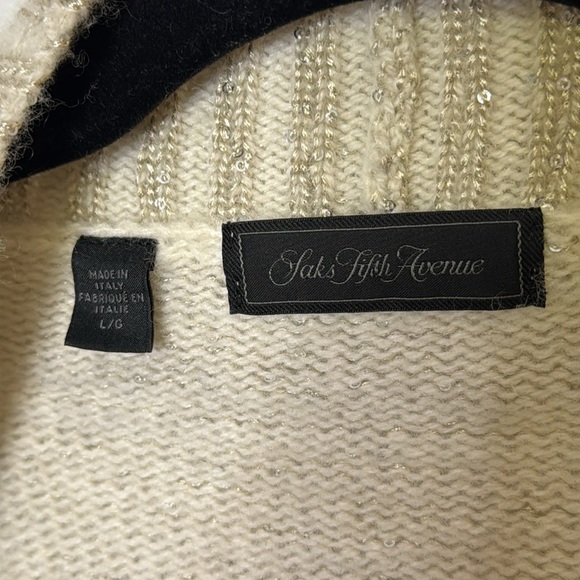 MADE IN
ITALY
FABRIQUÉ EN
ITALIE
L/G
Saks Fifth Avenue